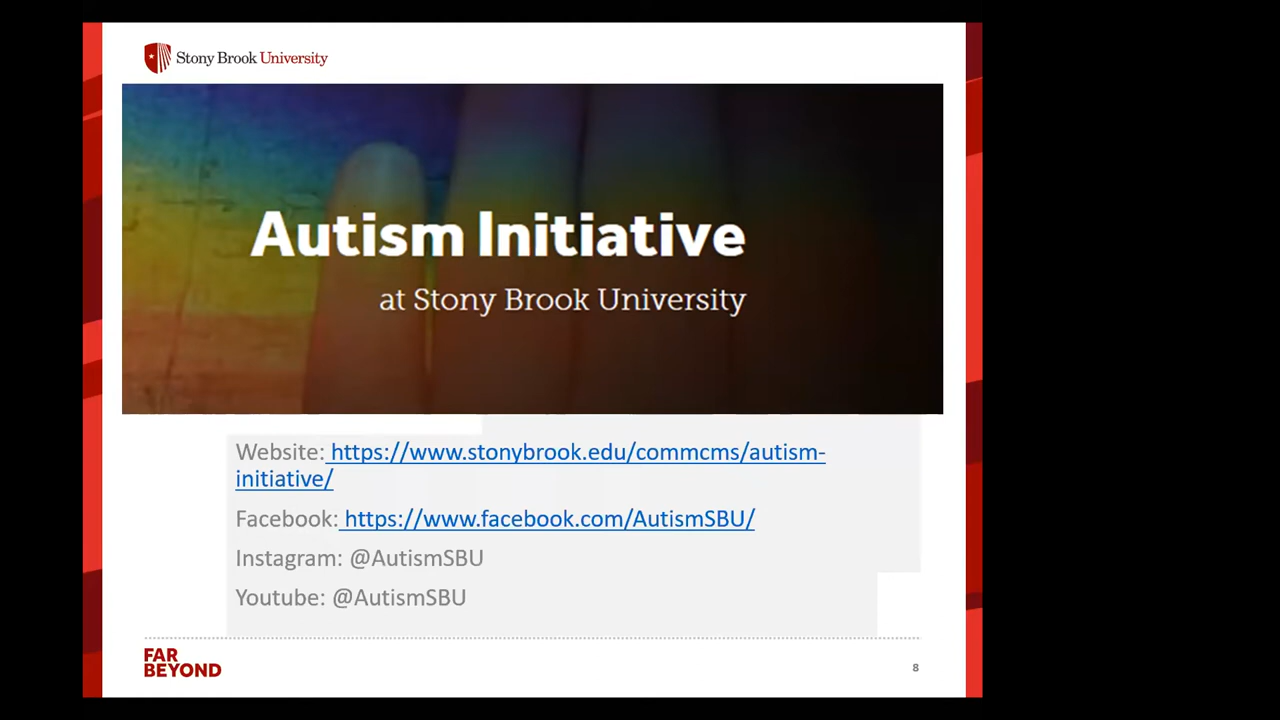 Stony Brook University
Autism Initiative
at Stony Brook University
Website: https://www.stonybrook.edu/commcms/autism-
initiative/
Facebook: https://www.facebook.com/AutismSBU/
Instagram: @AutismSBU
Youtube: @AutismSBU
FAR
BEYOND
8